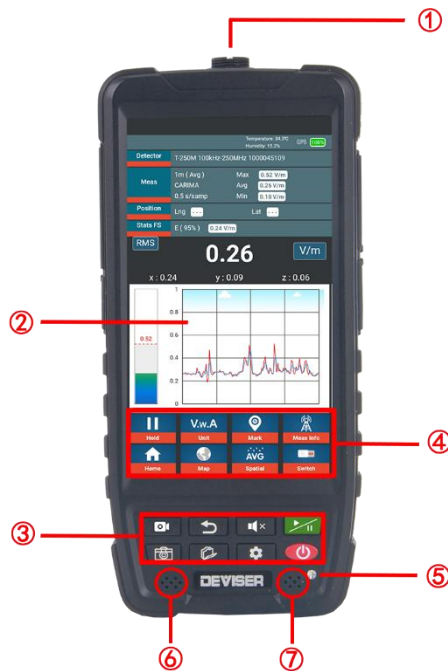 ①
Temperature: 34.3℃
Humidity: 10.2%
GPS 100%
Detector T-250M 100kHz-250MHz 1000045109
Meas 1m ( Avg ) Max 0.52 V/m
CARIMA Avg 0.26 V/m
0.5 s/samp Min 0.18 V/m
Position Lng --- Lat ---
Stats FS E ( 95% ) 0.24 V/m
RMS 0.26 V/m
x : 0.24 y : 0.09 z : 0.06
②
0.52
1
0.8
0.6
0.4
0.2
0
Hold V.w.A Unit Mark Meas Info
④
Home Map AVG Spatial Switch
③
DEVISER
⑤
⑥ ⑦